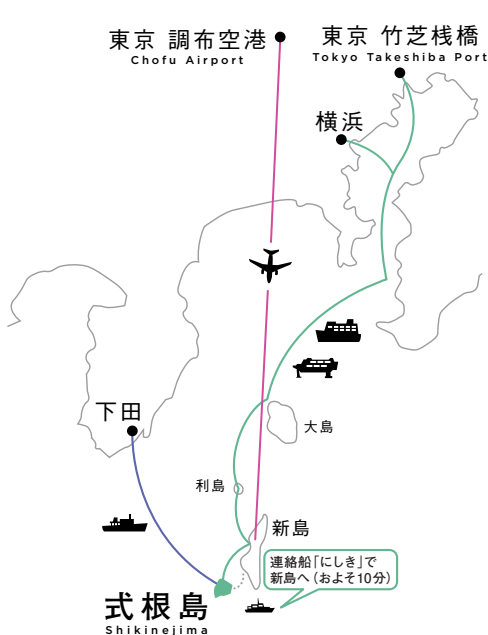 東京 調布空港
Chofu Airport
東京 竹芝桟橋
Tokyo Takeshiba Port
横浜
下田
大島
利島
新島
連絡船「にしき」で
新島へ（およそ10分）
式根島
Shikinejima